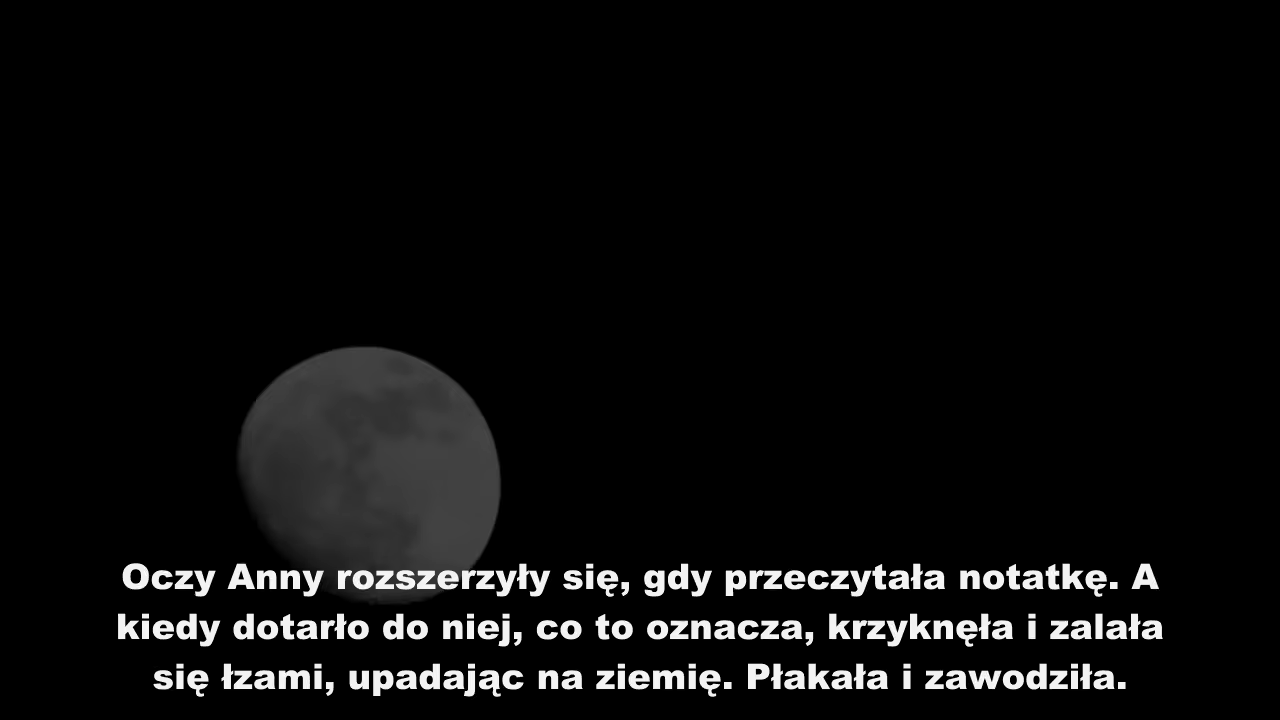 Oczy Anny rozszerzyły się, gdy przeczytała notatkę. A
kiedy dotarło do niej, co to oznacza, krzyknęła i zalała
się łzami, upadając na ziemię. Płakała i zawodziła.